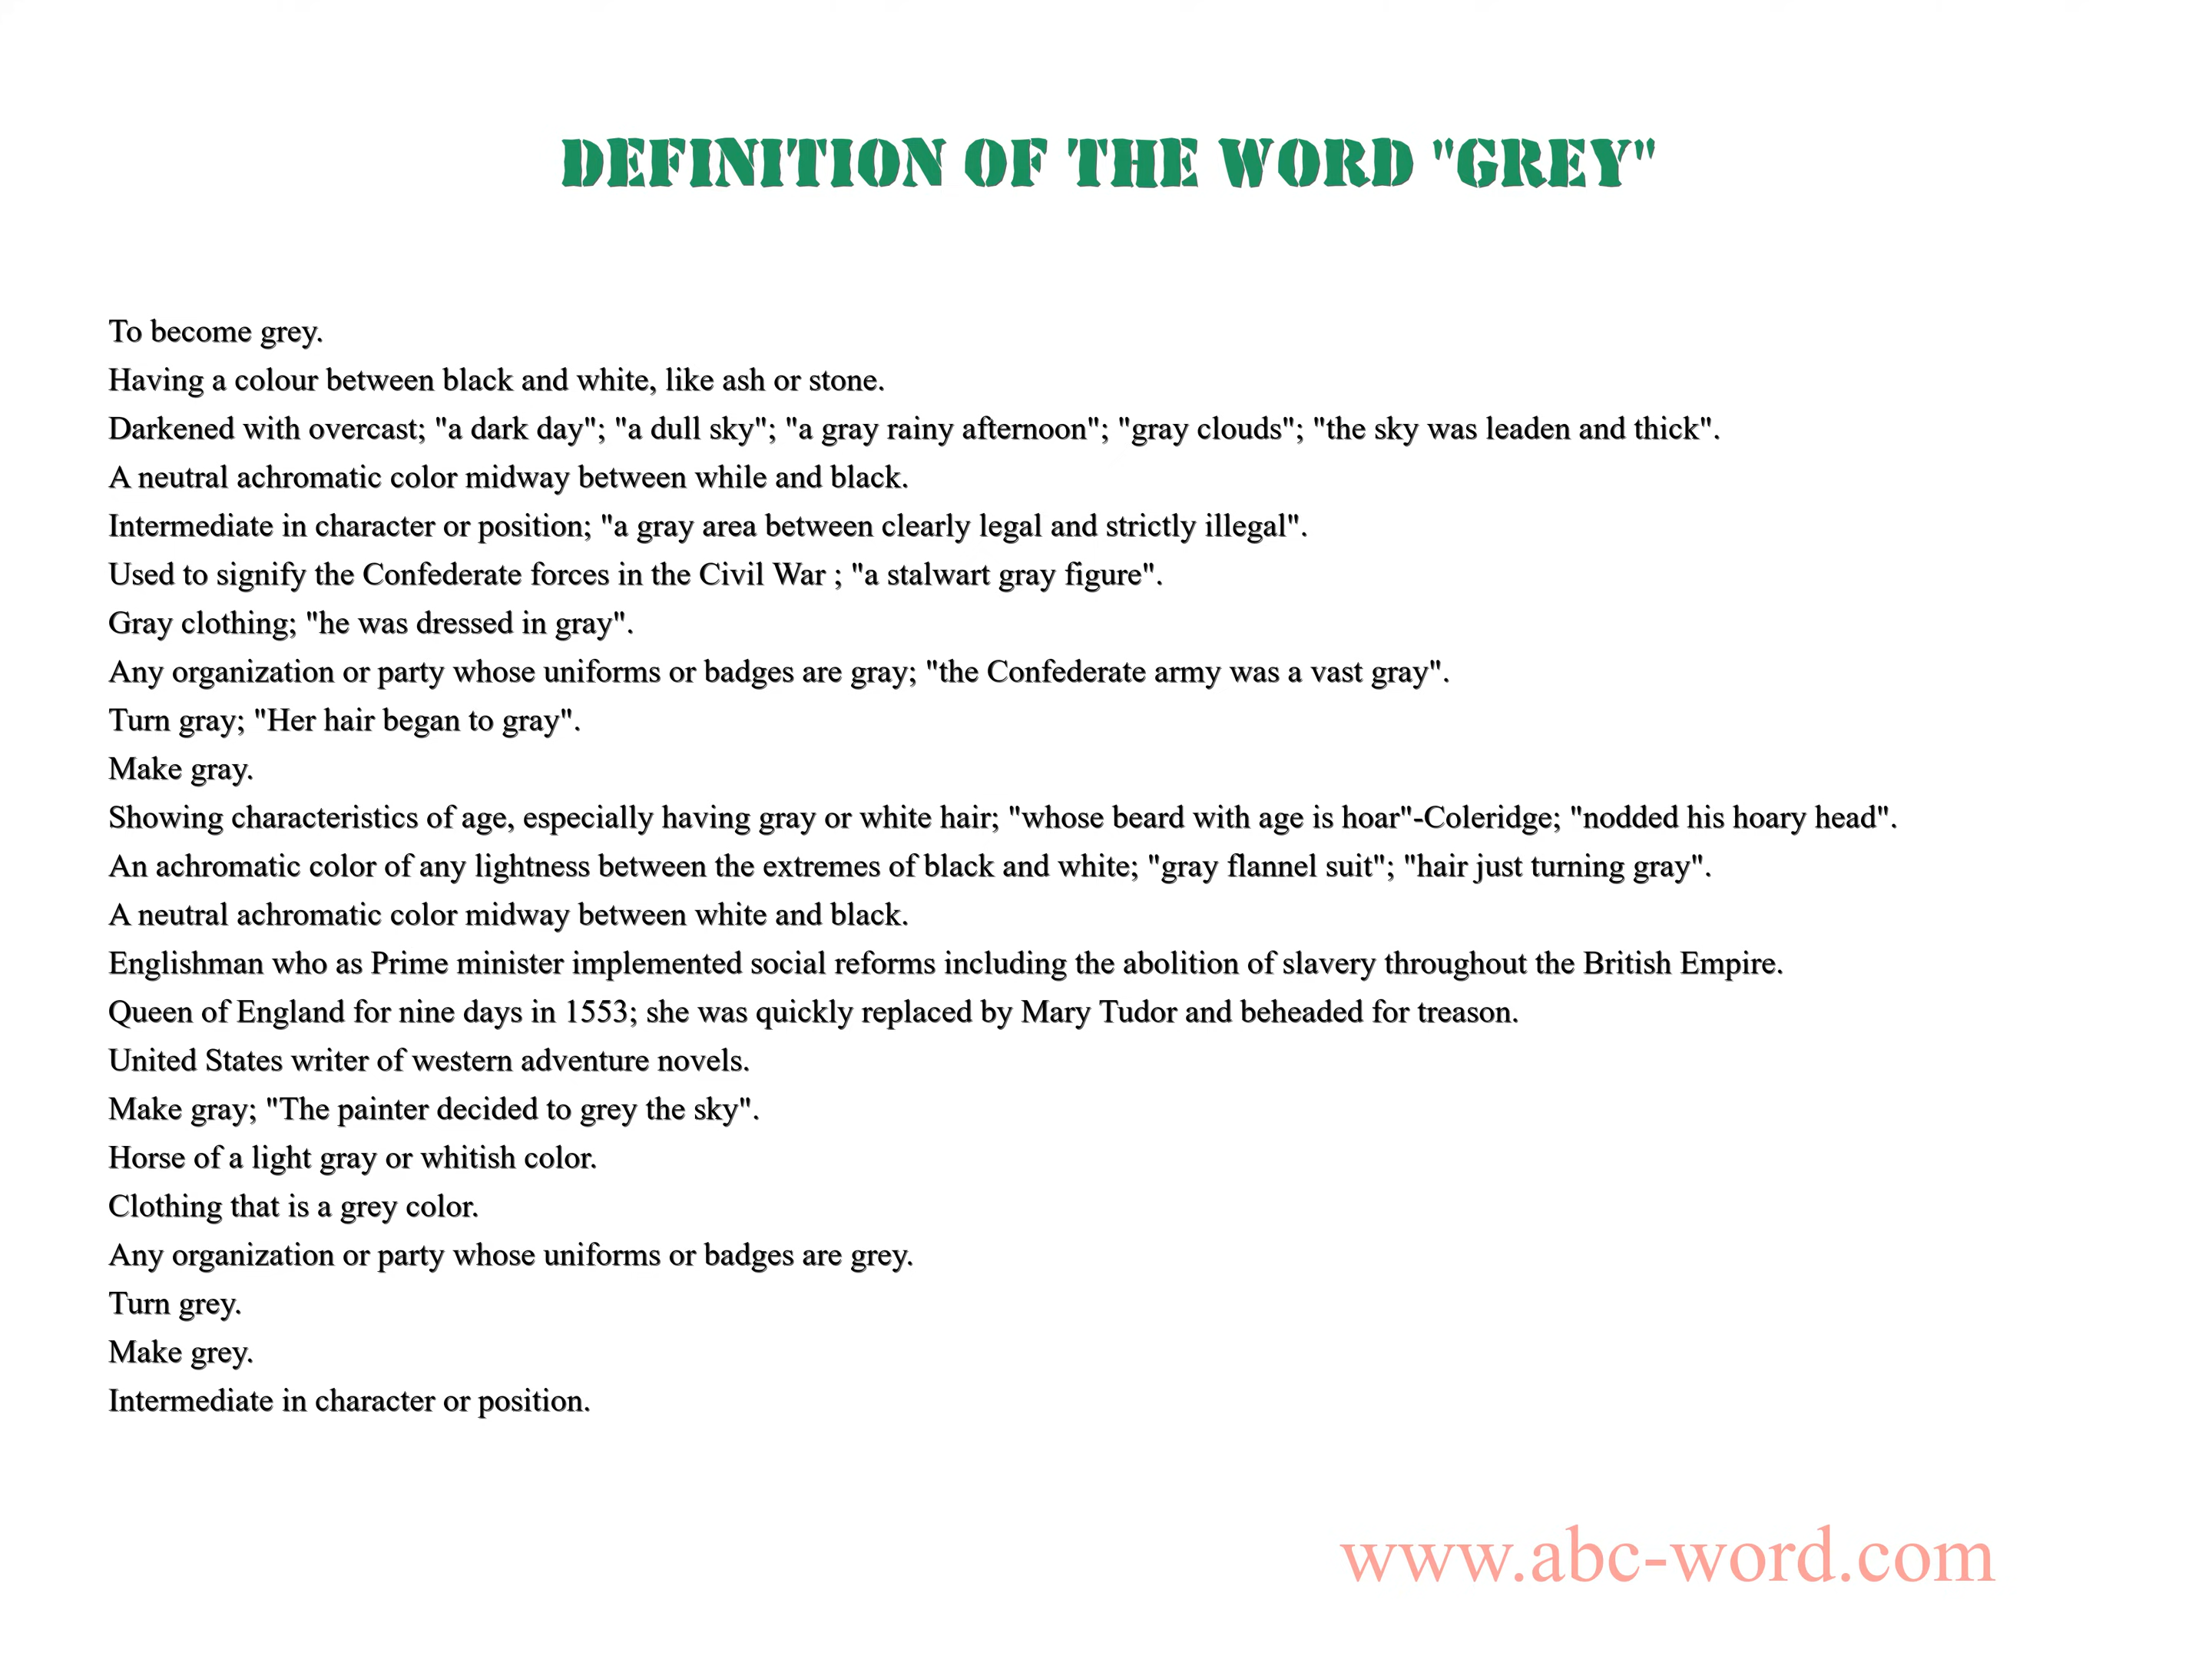 DEFINITION OF THE WORD "GREY"
To become grey.
Having a colour between black and white, like ash or stone.
Darkened with overcast; "a dark day"; "a dull sky"; "a gray rainy afternoon"; "gray clouds"; "the sky was leaden and thick".
A neutral achromatic color midway between while and black.
Intermediate in character or position; "a gray area between clearly legal and strictly illegal".
Used to signify the Confederate forces in the Civil War ; "a stalwart gray figure".
Gray clothing; "he was dressed in gray".
Any organization or party whose uniforms or badges are gray; "the Confederate army was a vast gray".
Turn gray; "Her hair began to gray".
Make gray.
Showing characteristics of age, especially having gray or white hair; "whose beard with age is hoar"-Coleridge; "nodded his hoary head".
An achromatic color of any lightness between the extremes of black and white; "gray flannel suit"; "hair just turning gray".
A neutral achromatic color midway between white and black.
Englishman who as Prime minister implemented social reforms including the abolition of slavery throughout the British Empire.
Queen of England for nine days in 1553; she was quickly replaced by Mary Tudor and beheaded for treason.
United States writer of western adventure novels.
Make gray; "The painter decided to grey the sky".
Horse of a light gray or whitish color.
Clothing that is a grey color.
Any organization or party whose uniforms or badges are grey.
Turn grey.
Make grey.
Intermediate in character or position.
www.abc-word.com